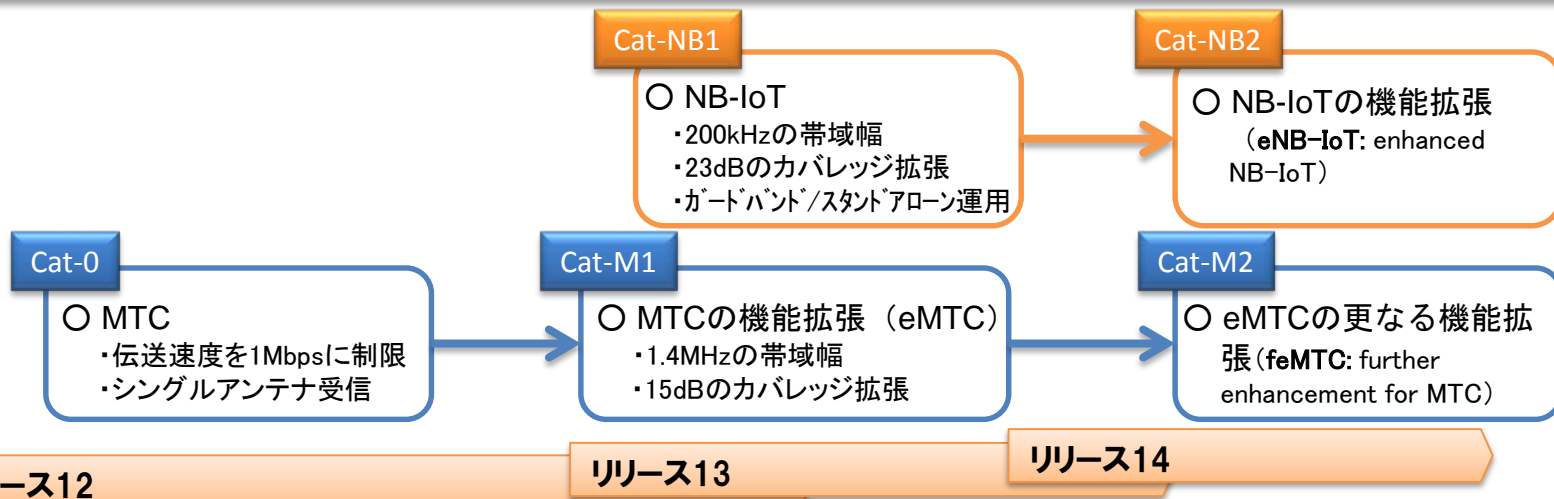 Cat-NB1
〇 NB-IoT
・200kHzの帯域幅
・23dBのカバレッジ拡張
・ｶﾞｰﾄﾞﾊﾞﾝﾄﾞ/ｽﾀﾝﾄﾞｱﾛｰﾝ運用
Cat-NB2
〇 NB-IoTの機能拡張
（eNB-IoT: enhanced
NB-IoT）
Cat-0
〇 MTC
・伝送速度を1Mbpsに制限
・シングルアンテナ受信
Cat-M1
〇 MTCの機能拡張（eMTC）
・1.4MHzの帯域幅
・15dBのカバレッジ拡張
Cat-M2
〇 eMTCの更なる機能拡
張（feMTC: further
enhancement for MTC）
ース12
リリース13
リリース14